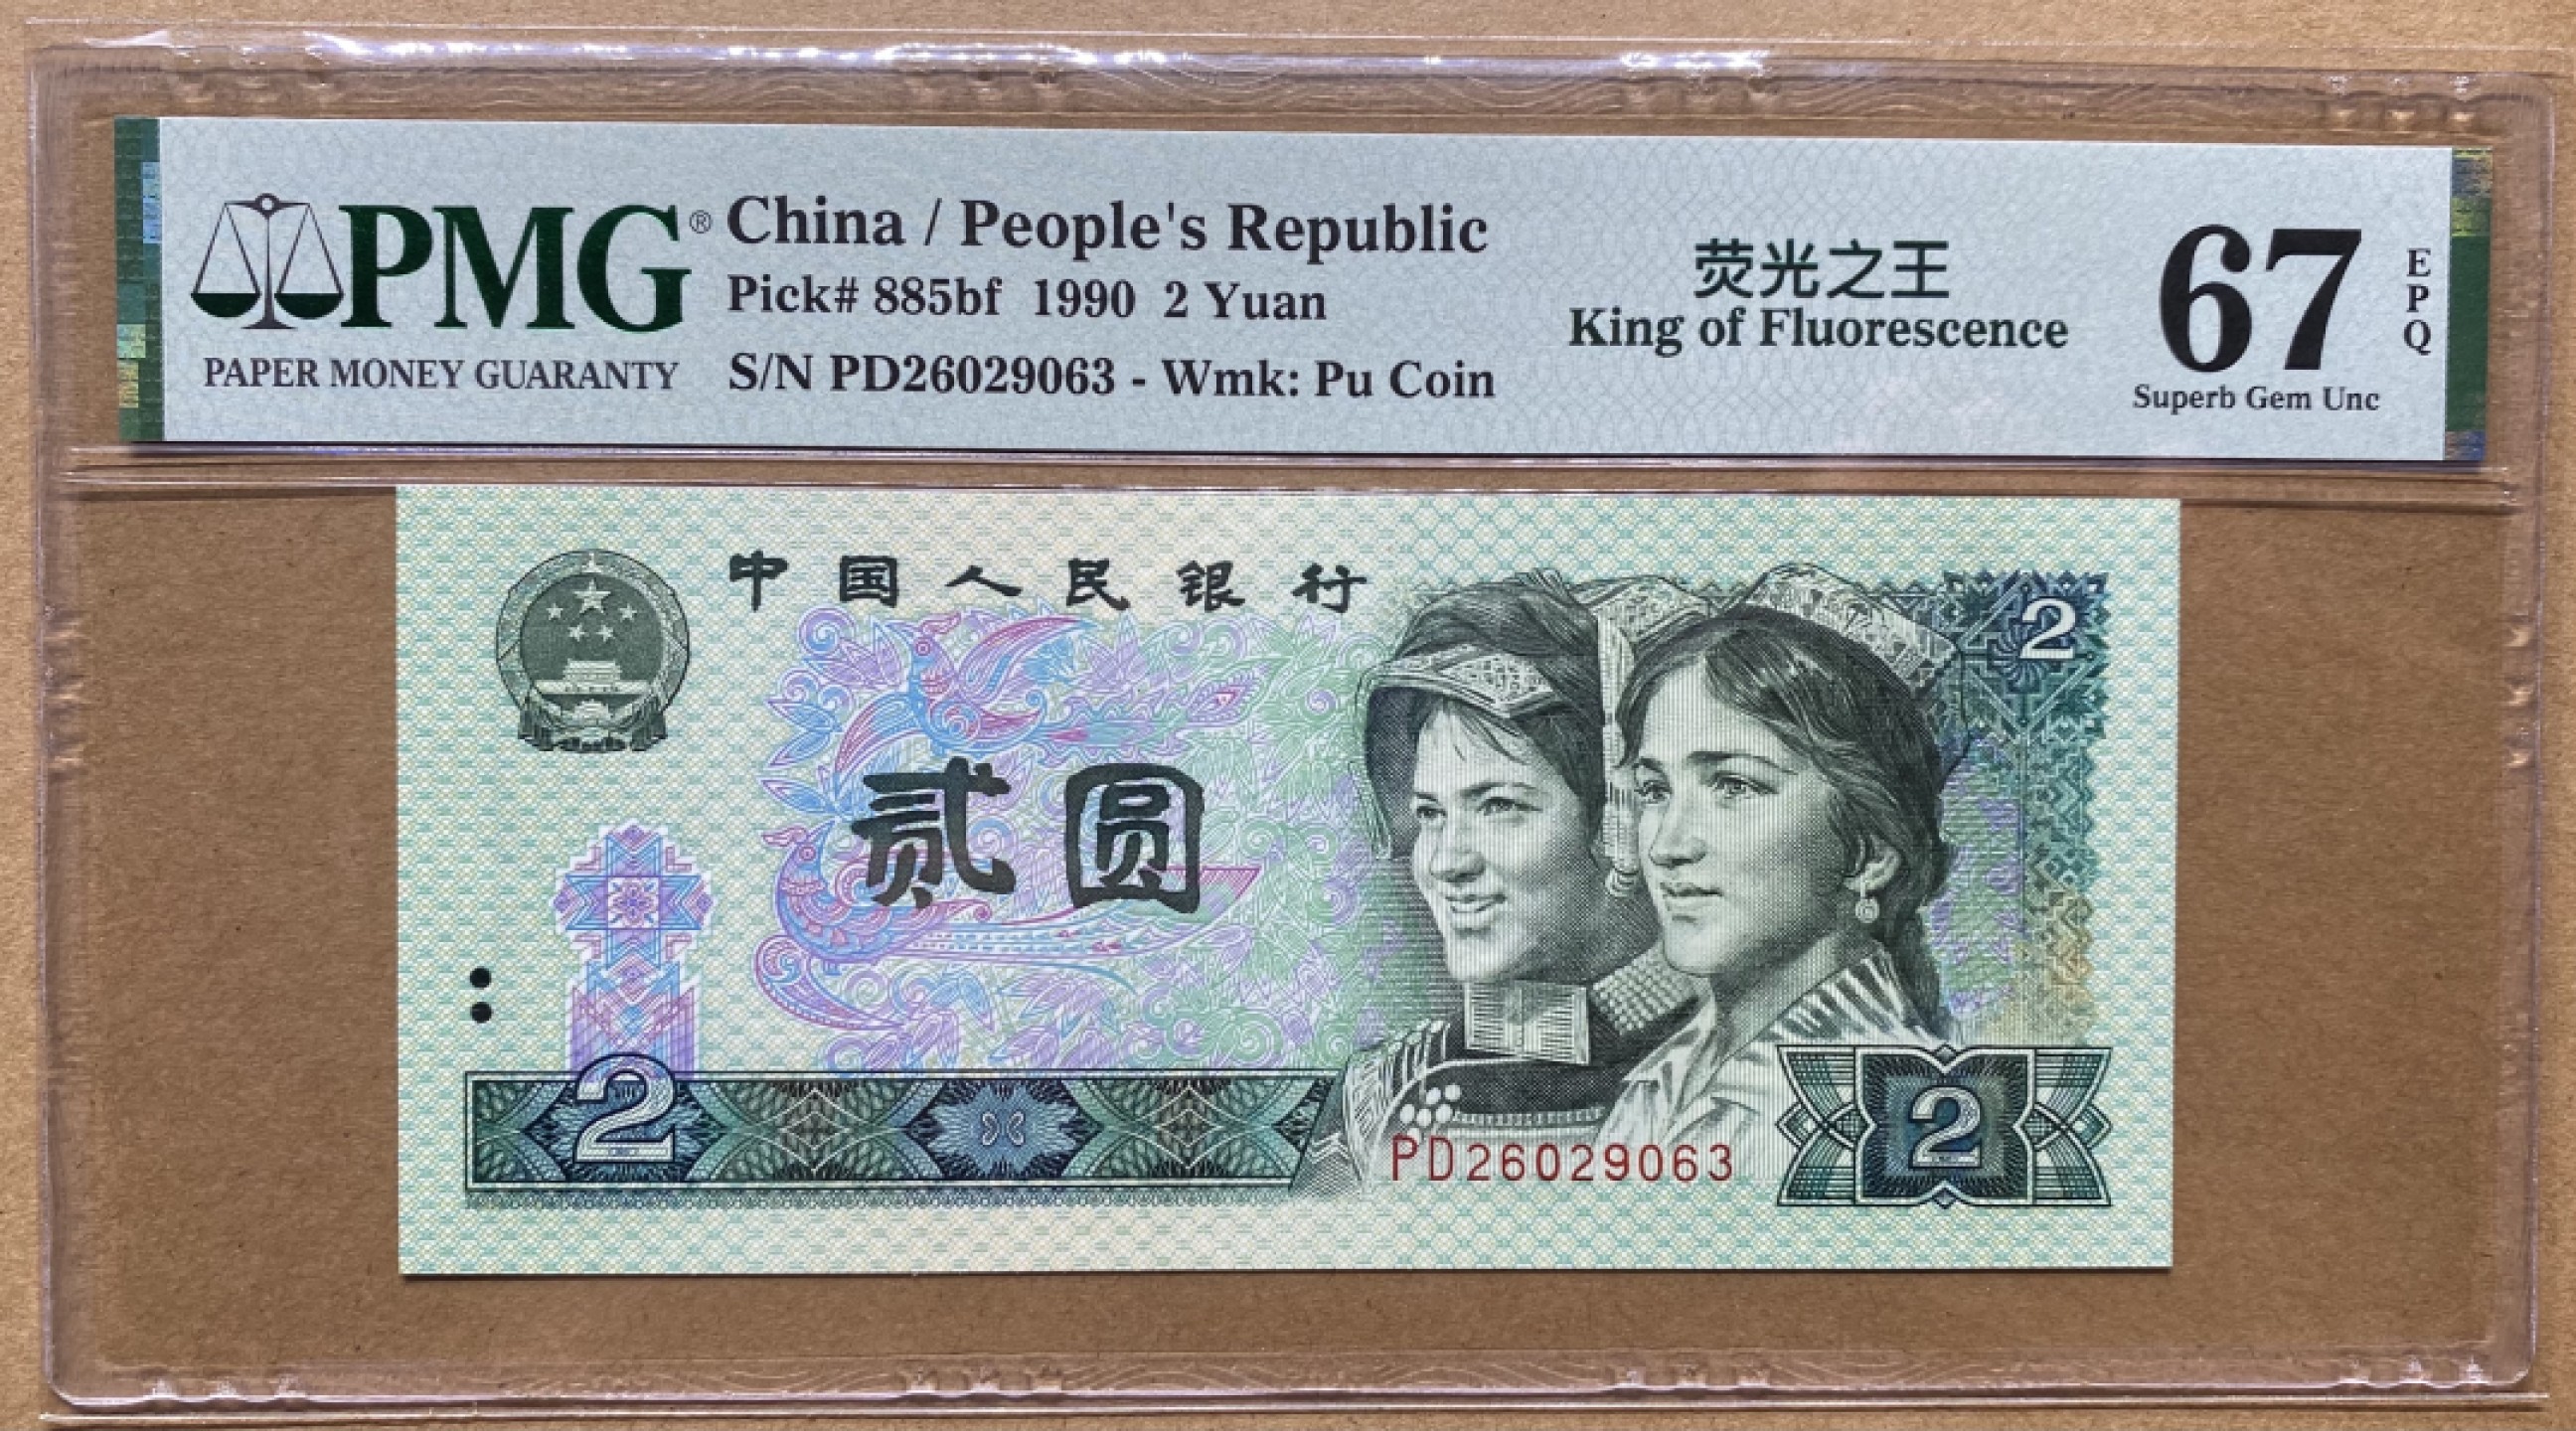 PMG®
PAPER MONEY GUARANTY
China / People's Republic
Pick# 885bf 1990 2 Yuan
S/N PD26029063 - Wmk: Pu Coin
荧光之王
King of Fluorescence
67
EPQ
Superb Gem Unc
中国人民银行
2
贰圆
2
PD26029063
2